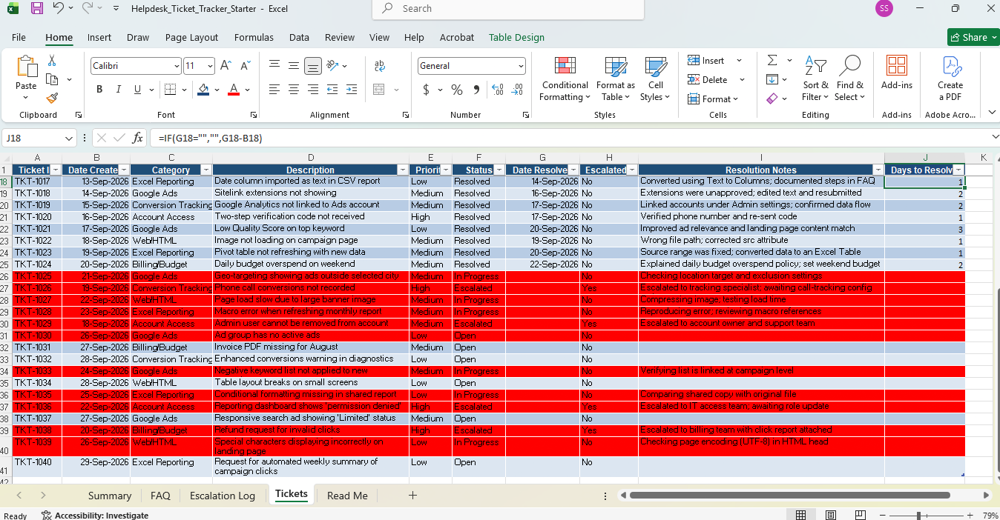 Helpdesk_Ticket_Tracker_Starter - Excel Search SS
File Home Insert Draw Page Layout Formulas Data Review View Help Acrobat Table Design Share
Paste Calibri 11 A A ab General Conditional Formatting Format as Table Cell Styles Insert Delete Format Sort & Filter Find & Select Add-ins Create a PDF
B I U A $ % 9
Clipboard Font Alignment Number Styles Cells Editing Add-ins Adobe Acro...
J18 fx =IF(G18="","",G18-B18)
A B C D E F G H I J K
1 Ticket I Date Create Category Description Priorit Status Date Resolve Escalated Resolution Notes Days to Resolv
18 TKT-1017 13-Sep-2026 Excel Reporting Date column imported as text in CSV report Low Resolved 14-Sep-2026 No Converted using Text to Columns; documented steps in FAQ 1
19 TKT-1018 14-Sep-2026 Google Ads Sitelink extensions not showing Medium Resolved 16-Sep-2026 No Extensions were unapproved; edited text and resubmitted 2
20 TKT-1019 15-Sep-2026 Conversion Tracking Google Analytics not linked to Ads account Medium Resolved 17-Sep-2026 No Linked accounts under Admin settings; confirmed data flow 2
21 TKT-1020 16-Sep-2026 Account Access Two-step verification code not received High Resolved 17-Sep-2026 No Verified phone number and re-sent code 1
22 TKT-1021 17-Sep-2026 Google Ads Low Quality Score on top keyword Low Resolved 20-Sep-2026 No Improved ad relevance and landing page content match 3
23 TKT-1022 18-Sep-2026 Web/HTML Image not loading on campaign page Medium Resolved 19-Sep-2026 No Wrong file path; corrected src attribute 1
24 TKT-1023 19-Sep-2026 Excel Reporting Pivot table not refreshing with new data Medium Resolved 20-Sep-2026 No Source range was fixed; converted data to an Excel Table 1
25 TKT-1024 20-Sep-2026 Billing/Budget Daily budget overspend on weekend Medium Resolved 22-Sep-2026 No Explained daily budget overspend policy; set weekend budget 2
26 TKT-1025 21-Sep-2026 Google Ads Geo-targeting showing ads outside selected city Medium In Progress No Checking location target and exclusion settings
27 TKT-1026 19-Sep-2026 Conversion Tracking Phone call conversions not recorded High Escalated Yes Escalated to tracking specialist; awaiting call-tracking config
28 TKT-1027 22-Sep-2026 Web/HTML Page load slow due to large banner image Medium In Progress No Compressing image; testing load time
29 TKT-1028 23-Sep-2026 Excel Reporting Macro error when refreshing monthly report Medium In Progress No Reproducing error; reviewing macro references
30 TKT-1029 18-Sep-2026 Account Access Admin user cannot be removed from account Medium Escalated Yes Escalated to account owner and support team
31 TKT-1030 26-Sep-2026 Google Ads Ad group has no active ads Low Open No
32 TKT-1031 27-Sep-2026 Billing/Budget Invoice PDF missing for August Medium Open No
33 TKT-1032 28-Sep-2026 Conversion Tracking Enhanced conversions warning in diagnostics Low Open No
34 TKT-1033 24-Sep-2026 Google Ads Negative keyword list not applied to new Medium In Progress No Verifying list is linked at campaign level
35 TKT-1034 28-Sep-2026 Web/HTML Table layout breaks on small screens Low Open No
36 TKT-1035 25-Sep-2026 Excel Reporting Conditional formatting missing in shared report Low In Progress No Comparing shared copy with original file
37 TKT-1036 22-Sep-2026 Account Access Reporting dashboard shows 'permission denied' High Escalated Yes Escalated to IT access team; awaiting role update
38 TKT-1037 27-Sep-2026 Google Ads Responsive search ad showing 'Limited' status Medium Open No
39 TKT-1038 20-Sep-2026 Billing/Budget Refund request for invalid clicks High Escalated Yes Escalated to billing team with click report attached
40 TKT-1039 26-Sep-2026 Web/HTML Special characters displaying incorrectly on landing page Low In Progress No Checking page encoding (UTF-8) in HTML head
41 TKT-1040 29-Sep-2026 Excel Reporting Request for automated weekly summary of campaign clicks Low Open No
42
Summary FAQ Escalation Log Tickets Read Me
Ready Accessibility: Investigate 79%